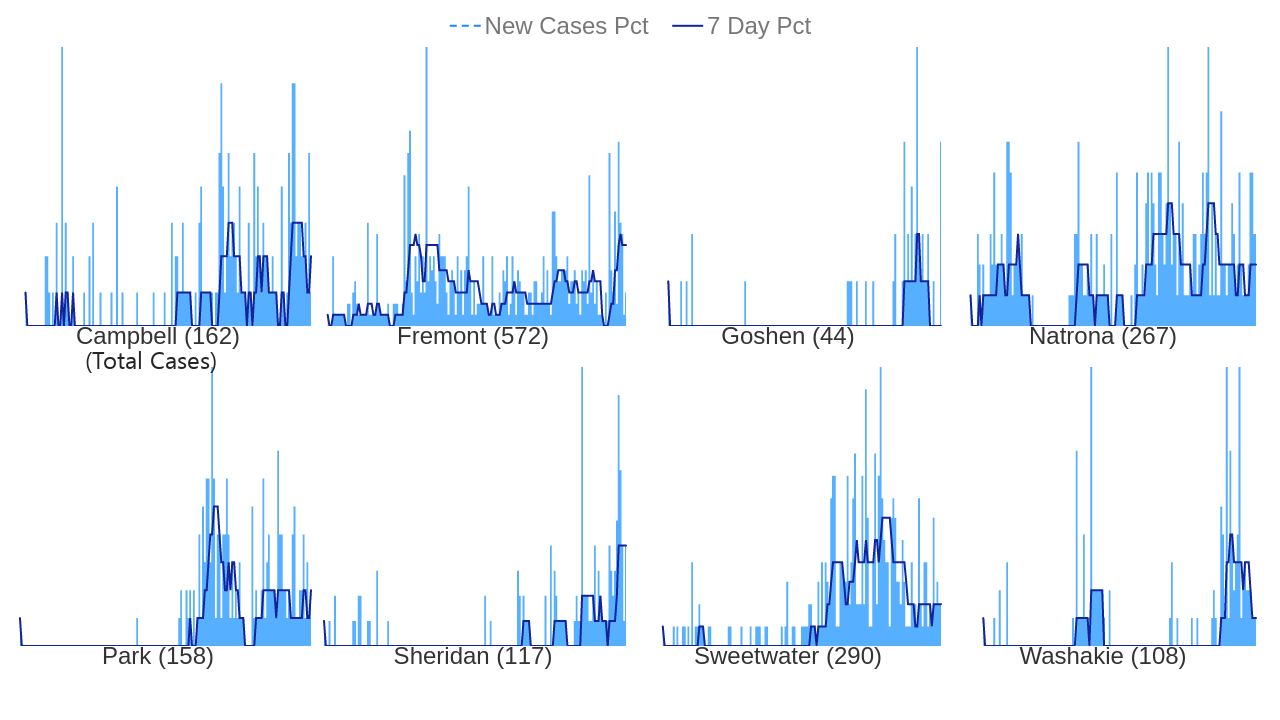 New Cases Pct 7 Day Pct
Campbell (162) Fremont (572) Goshen (44) Natrona (267)
(Total Cases)
Park (158) Sheridan (117) Sweetwater (290) Washakie (108)